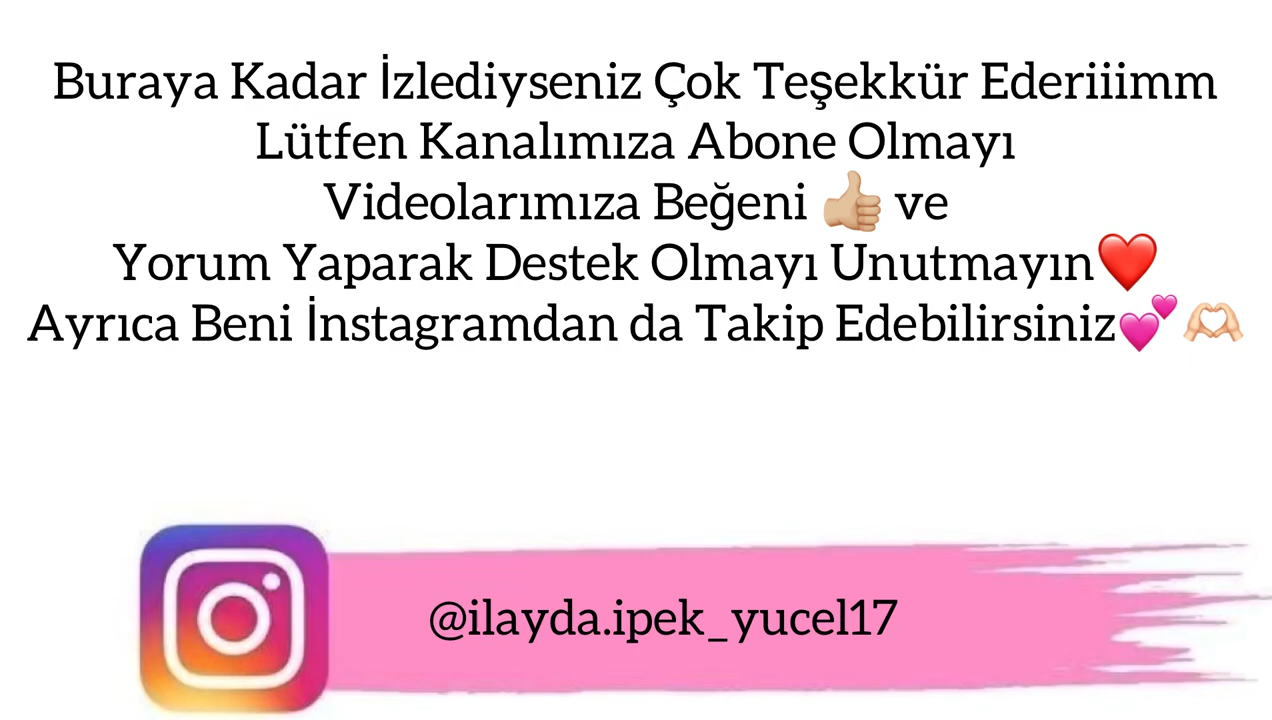 Buraya Kadar İzlediyseniz Çok Teşekkür Ederiiimm
Lütfen Kanalımıza Abone Olmayı
Videolarımıza Beğeni 👍🏼 ve
Yorum Yaparak Destek Olmayı Unutmayın❤️
Ayrıca Beni İnstagramdan da Takip Edebilirsiniz💕🫶🏻
@ilayda.ipek_yucel17